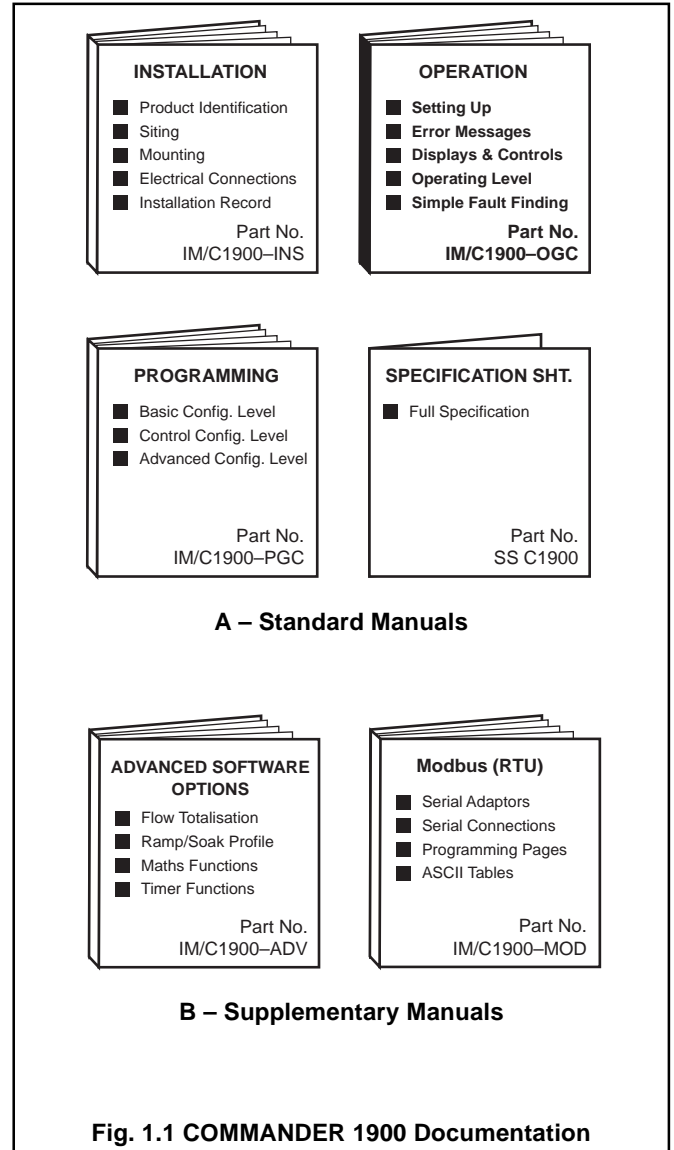 INSTALLATION
Product Identification
Siting
Mounting
Electrical Connections
Installation Record
Part No.
IM/C1900–INS
OPERATION
Setting Up
Error Messages
Displays & Controls
Operating Level
Simple Fault Finding
Part No.
IM/C1900–OGC
PROGRAMMING
Basic Config. Level
Control Config. Level
Advanced Config. Level
Part No.
IM/C1900–PGC
SPECIFICATION SHT.
Full Specification
Part No.
SS C1900
A – Standard Manuals
ADVANCED SOFTWARE
OPTIONS
Flow Totalisation
Ramp/Soak Profile
Maths Functions
Timer Functions
Part No.
IM/C1900–ADV
Modbus (RTU)
Serial Adaptors
Serial Connections
Programming Pages
ASCII Tables
Part No.
IM/C1900–MOD
B – Supplementary Manuals
Fig. 1.1 COMMANDER 1900 Documentation